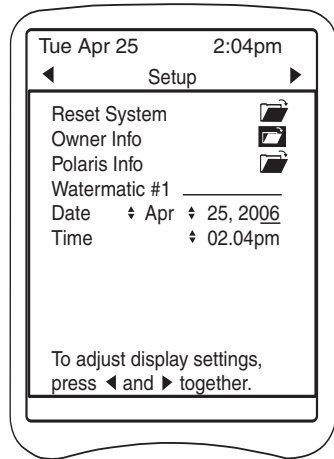 Tue Apr 25 2:04pm
Setup
Reset System
Owner Info
Polaris Info
Watermatic #1
Date Apr 25, 2006
Time 02.04pm
To adjust display settings,
press ◀ and ▶ together.